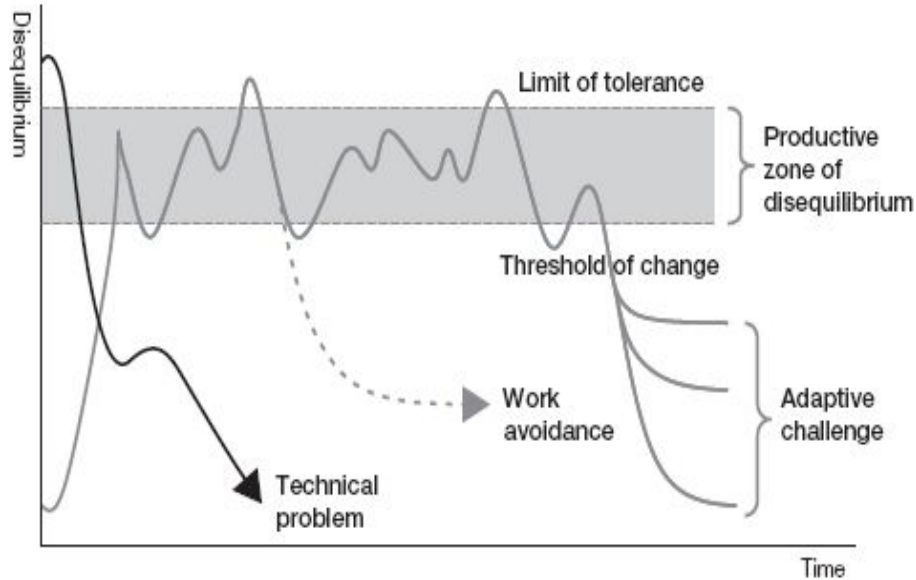 Disequilibrium
Limit of tolerance
Productive
zone of
disequilibrium
Threshold of change
Work
avoidance
Adaptive
challenge
Technical
problem
Time